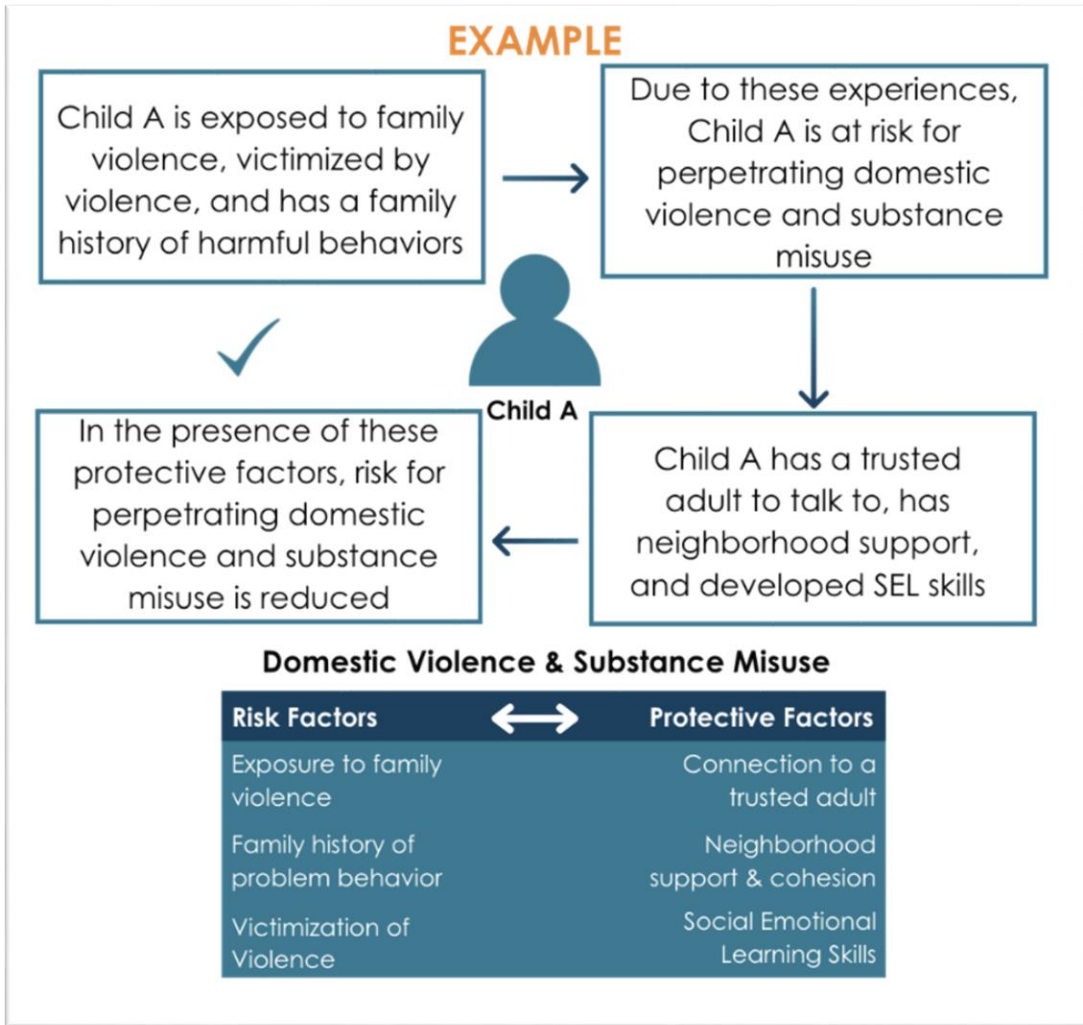 EXAMPLE
Child A is exposed to family
violence, victimized by
violence, and has a family
history of harmful behaviors
Due to these experiences,
Child A is at risk for
perpetrating domestic
violence and substance
misuse
Child A
Child A has a trusted
adult to talk to, has
neighborhood support,
and developed SEL skills
In the presence of these
protective factors, risk for
perpetrating domestic
violence and substance
misuse is reduced
Domestic Violence & Substance Misuse
Risk Factors
Protective Factors
Exposure to family
violence
Connection to a
trusted adult
Family history of
problem behavior
Neighborhood
support & cohesion
Victimization of
Violence
Social Emotional
Learning Skills